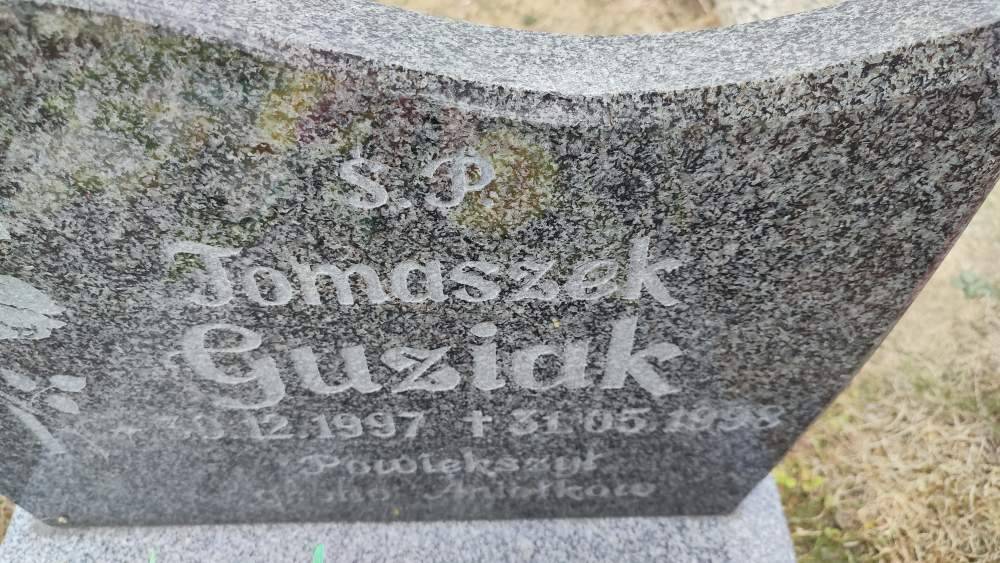 Ś.P.
Tomaszek
Guziak
12.1997 + 31.05.1998
Powiększył
Aniołków